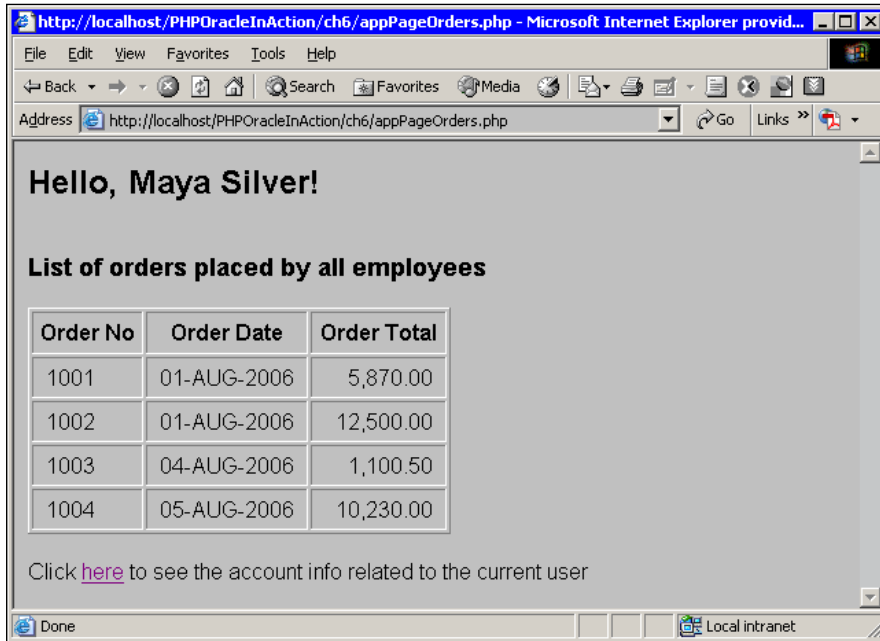 http://localhost/PHPOracleInAction/ch6/appPageOrders.php - Microsoft Internet Explorer provid...
File Edit View Favorites Tools Help
Back Search Favorites Media
Address http://localhost/PHPOracleInAction/ch6/appPageOrders.php Go Links »
Hello, Maya Silver!
List of orders placed by all employees
Order No Order Date Order Total
1001 01-AUG-2006 5,870.00
1002 01-AUG-2006 12,500.00
1003 04-AUG-2006 1,100.50
1004 05-AUG-2006 10,230.00
Click here to see the account info related to the current user
Done Local intranet